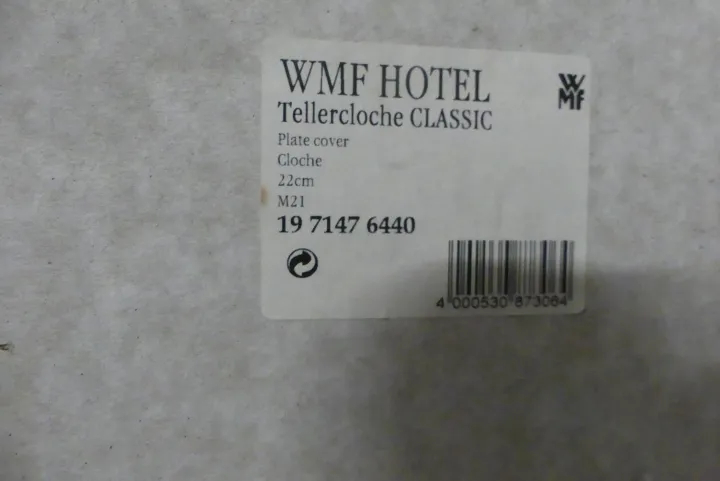 WMF HOTEL
WMF
Tellercloche CLASSIC
Plate cover
Cloche
22cm
M21
19 7147 6440
4 000530 873064